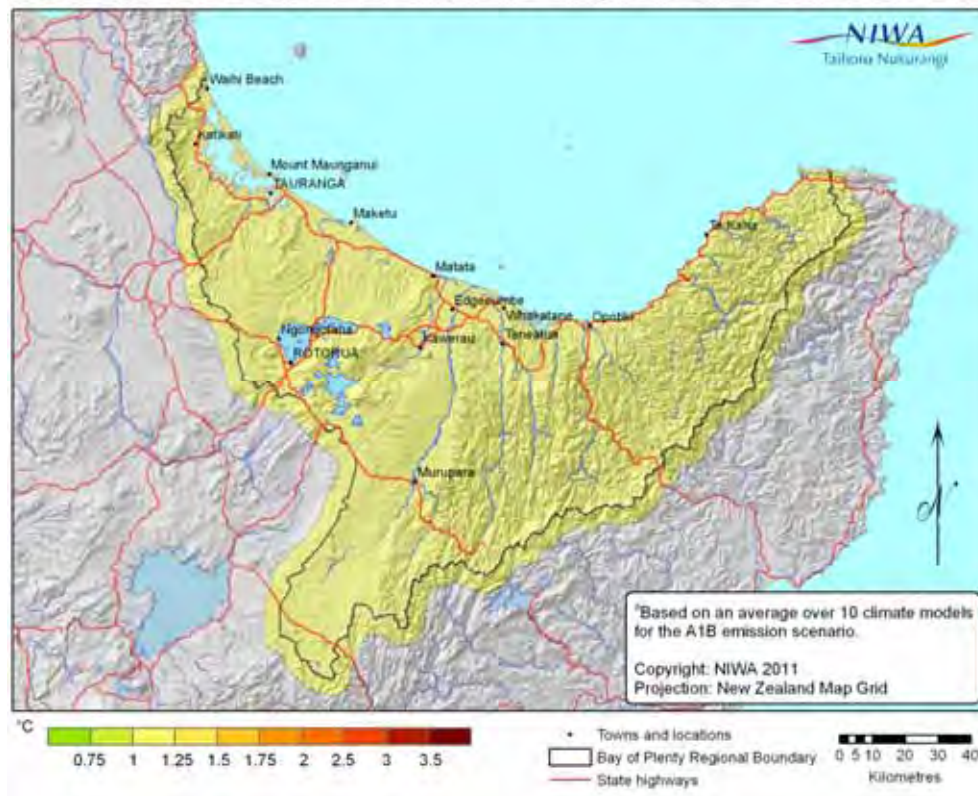 NIWA
Taihoro Nukurangi
Waihi Beach
Katikati
Mount Maunganui
TAURANGA
Maketu
Te Kaha
Matata
Edgecumbe
Whakatane
Opotiki
Ngongotaha
Kawerau
Taneatua
ROTORUA
Murupara
N
*Based on an average over 10 climate models
for the A1B emission scenario.
Copyright: NIWA 2011
Projection: New Zealand Map Grid
°C
0.75 1 1.25 1.5 1.75 2 2.5 3 3.5
Towns and locations
Bay of Plenty Regional Boundary
State highways
0 5 10 20 30 40
Kilometres